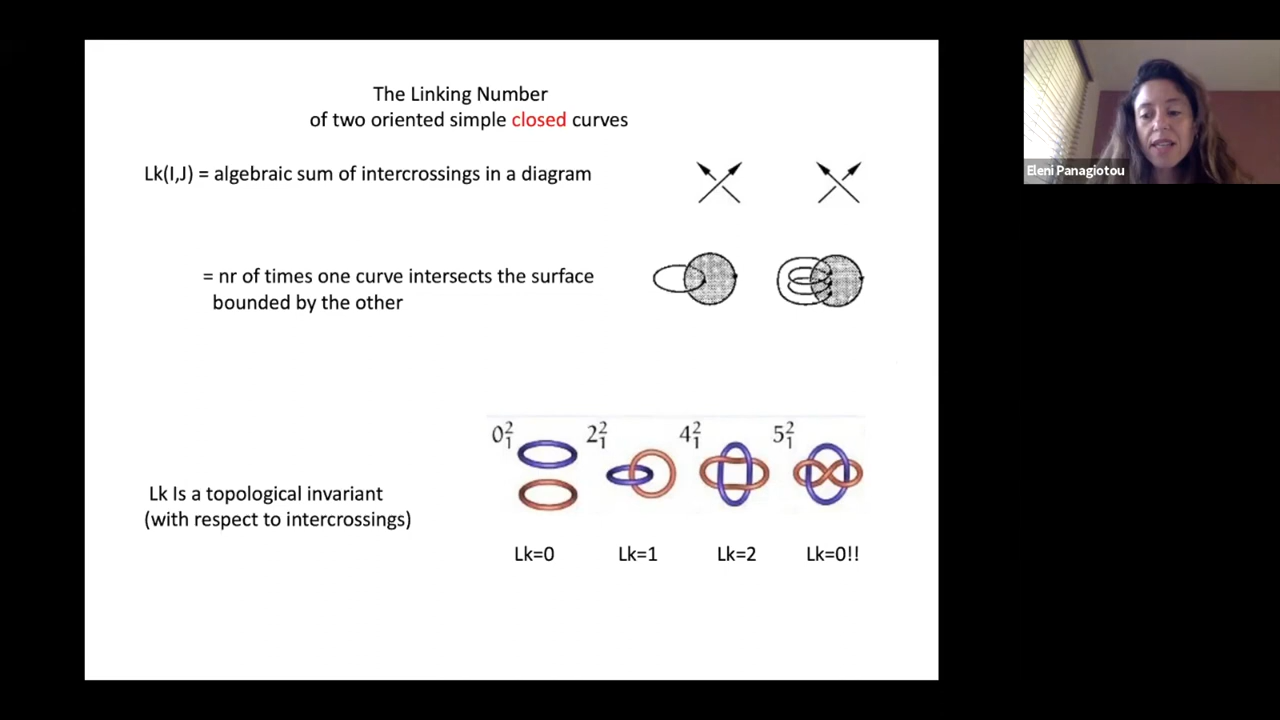 The Linking Number
of two oriented simple closed curves
Lk(I,J) = algebraic sum of intercrossings in a diagram
= nr of times one curve intersects the surface
bounded by the other
0²₁ 2²₁ 4²₁ 5²₁
Lk Is a topological invariant
(with respect to intercrossings)
Lk=0 Lk=1 Lk=2 Lk=0!!
Eleni Panagiotou